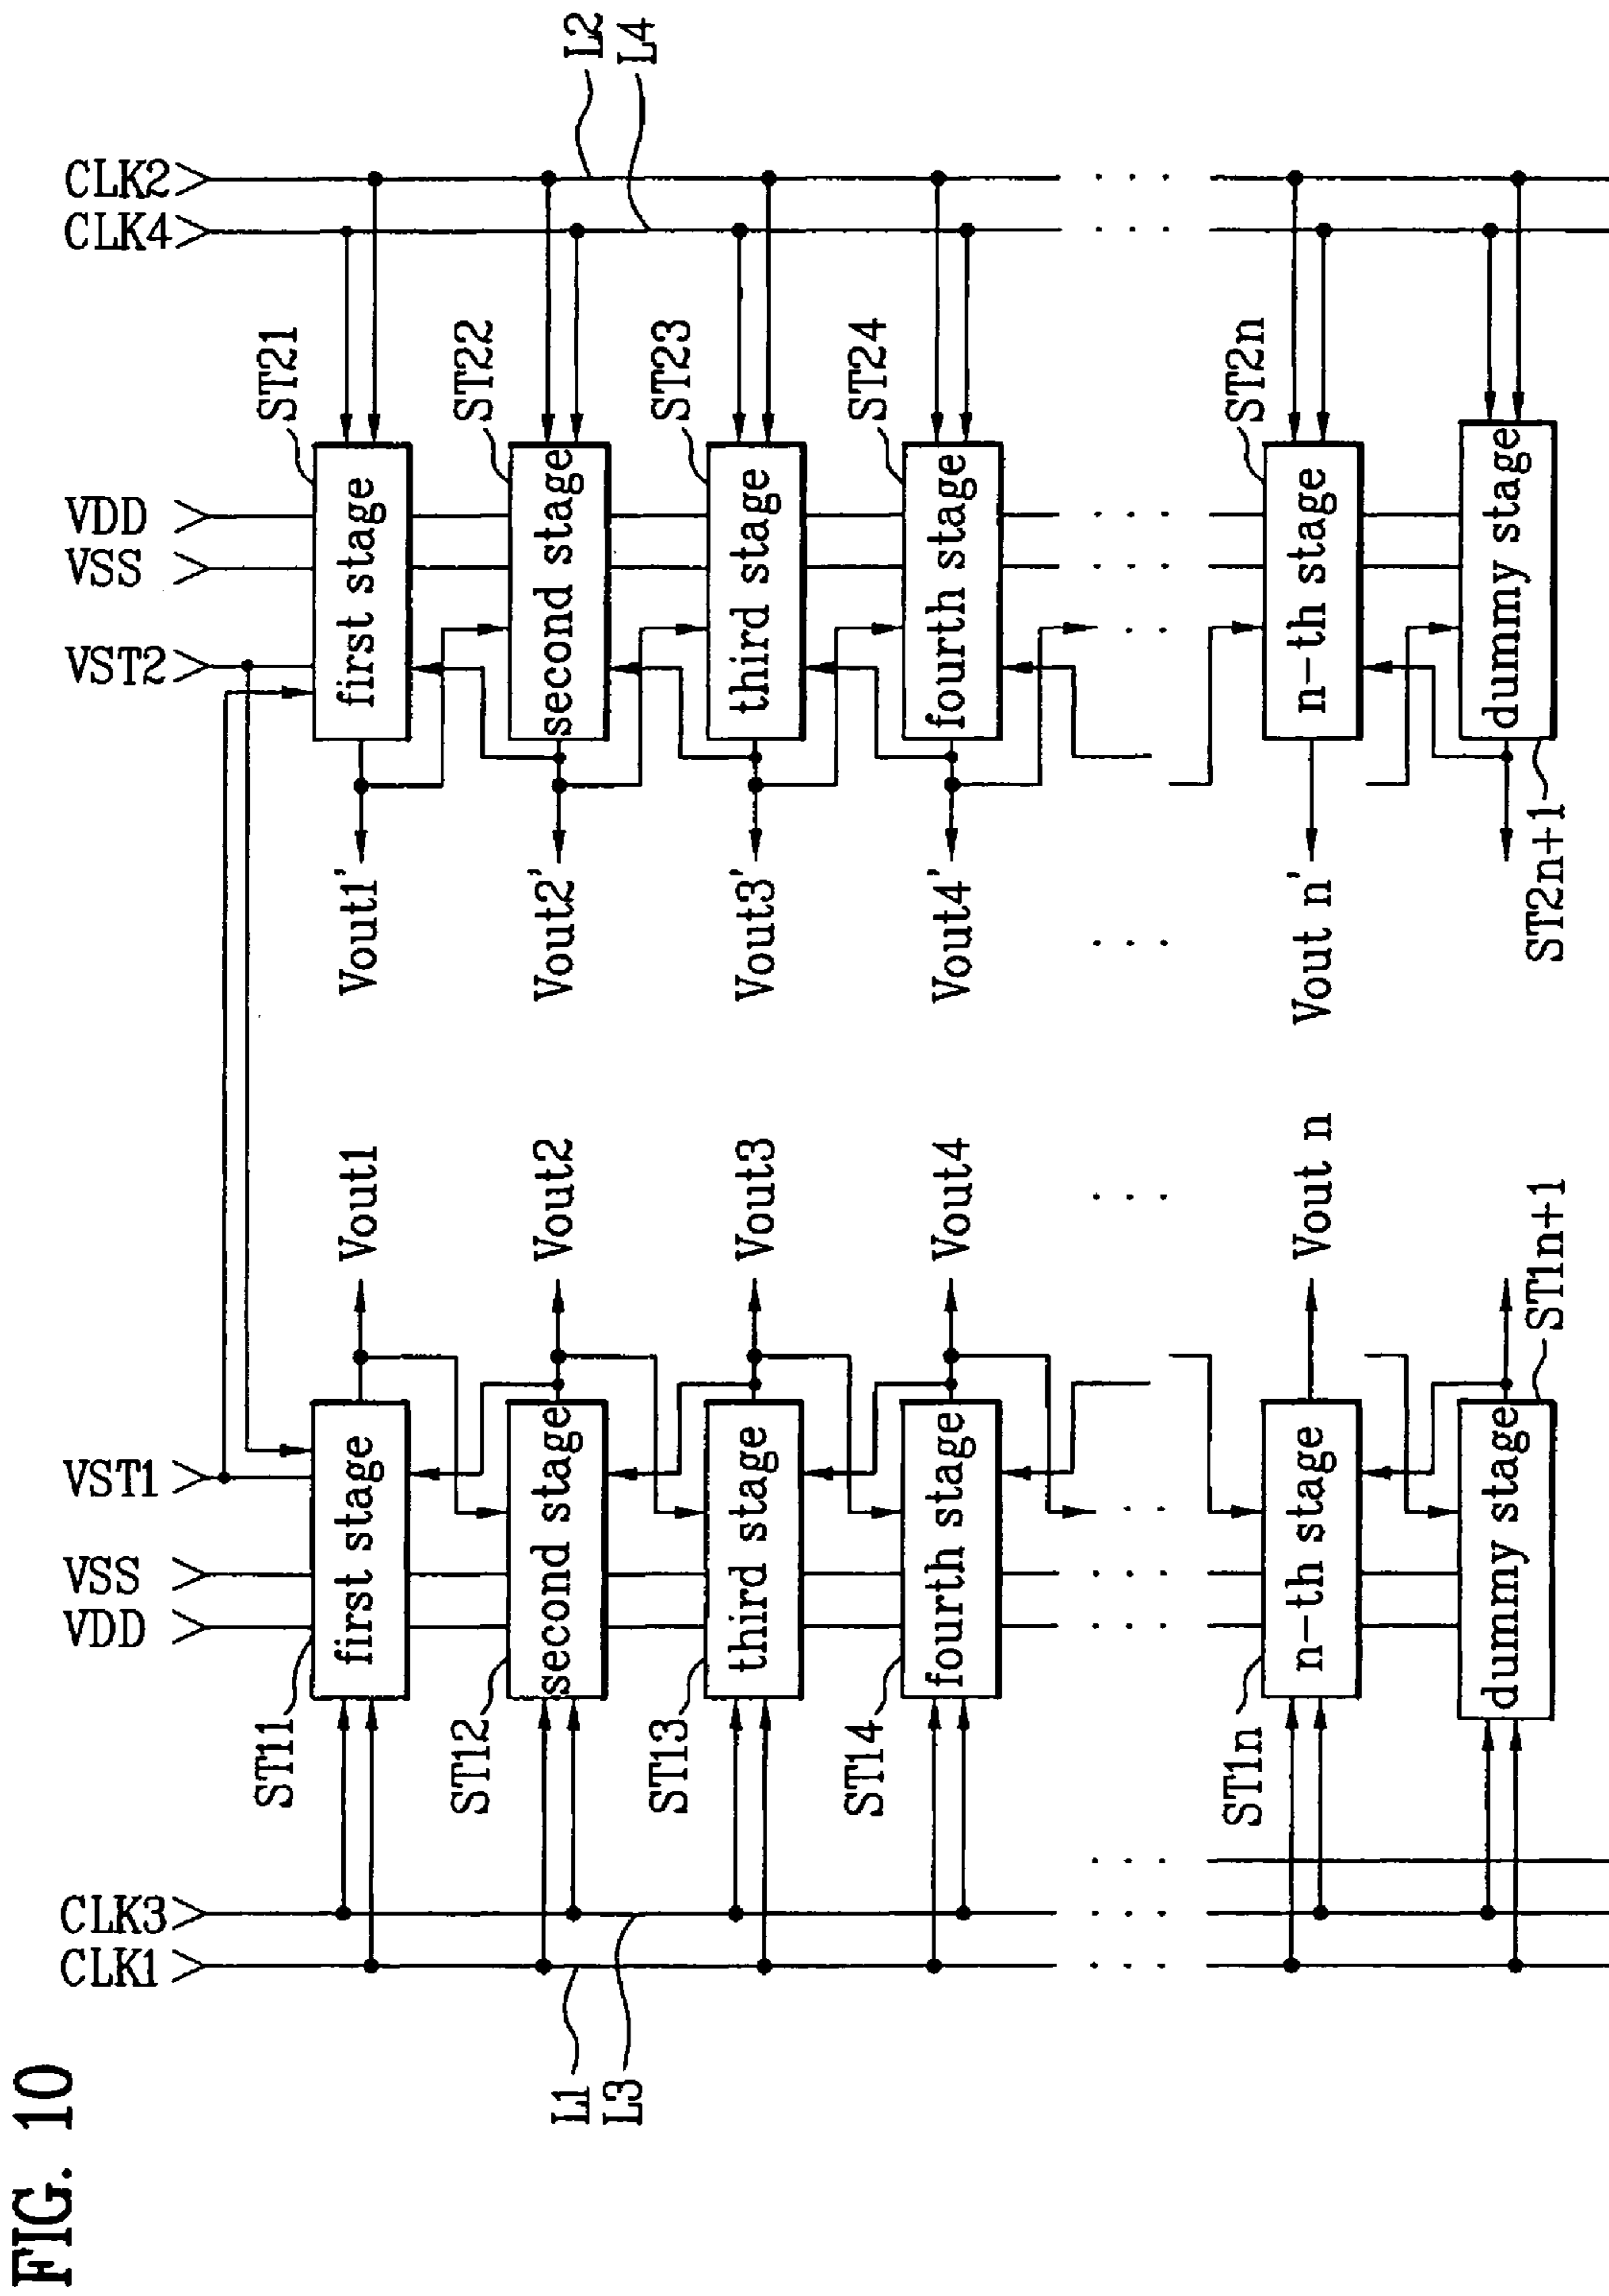 FIG. 10
CLK1
CLK3
VDD
VSS
VST1
VST2
VSS
VDD
CLK4
CLK2
L1
L3
L2
L4
ST11
first stage
Vout1
Vout1'
first stage
ST21
ST12
second stage
Vout2
Vout2'
second stage
ST22
ST13
third stage
Vout3
Vout3'
third stage
ST23
ST14
fourth stage
Vout4
Vout4'
fourth stage
ST24
ST1n
n-th stage
Vout n
Vout n'
n-th stage
ST2n
dummy stage
ST1n+1
ST2n+1
dummy stage